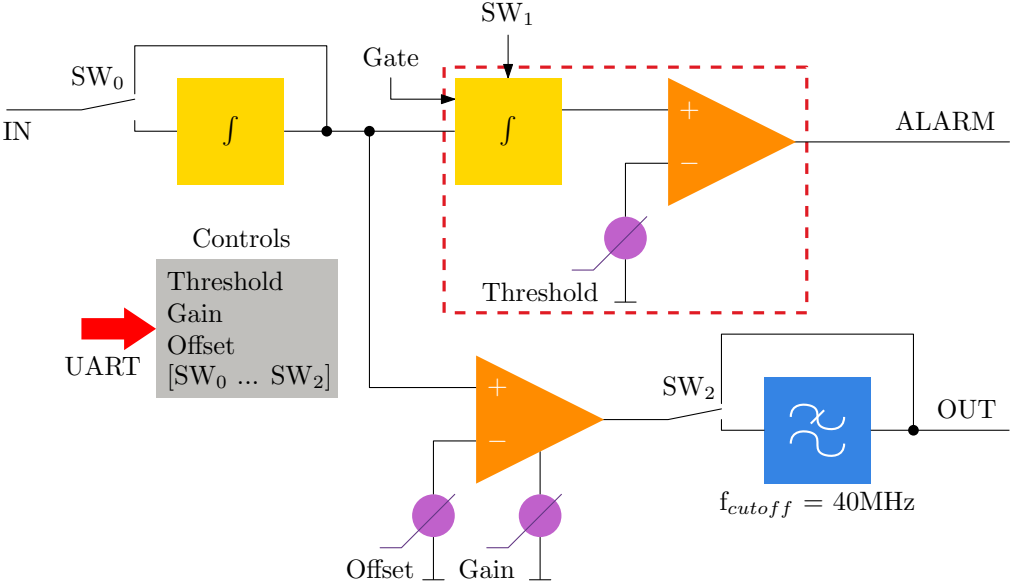 SW0
IN
∫
Gate
SW1
∫
+
−
ALARM
Threshold
Controls
Threshold
Gain
Offset
[SW0 ... SW2]
UART
+
−
Offset
Gain
SW2
OUT
fcutoff = 40MHz